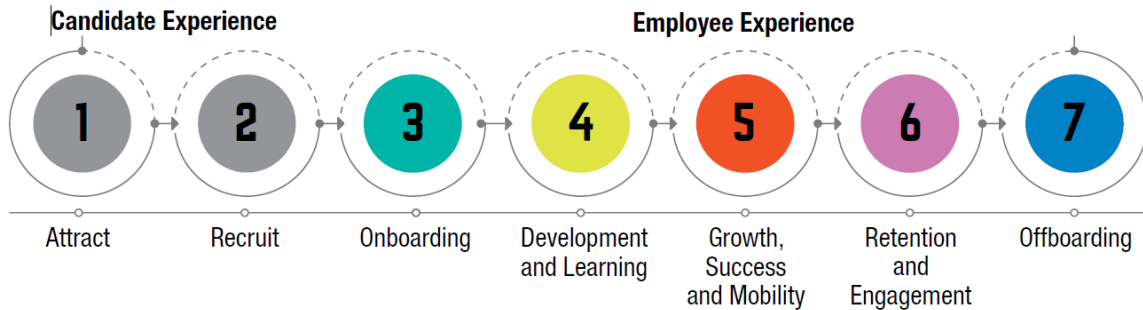 Candidate Experience
Employee Experience
1
2
3
4
5
6
7
Attract
Recruit
Onboarding
Development
and Learning
Growth,
Success
and Mobility
Retention
and
Engagement
Offboarding